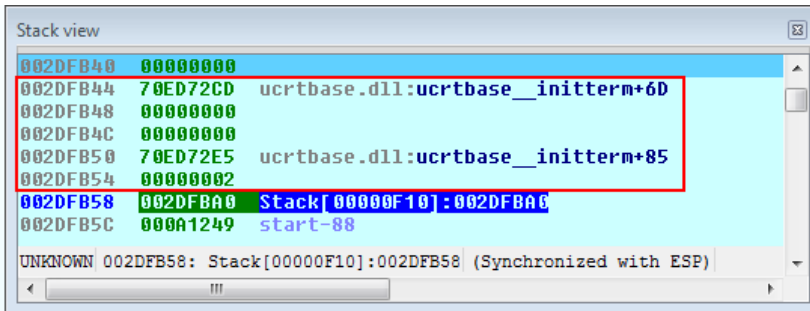 Stack view
002DFB40 00000000
002DFB44 70ED72CD ucrtbase.dll:ucrtbase__initterm+6D
002DFB48 00000000
002DFB4C 00000000
002DFB50 70ED72E5 ucrtbase.dll:ucrtbase__initterm+85
002DFB54 00000002
002DFB58 002DFBA0 Stack[00000F10]:002DFBA0
002DFB5C 000A1249 start-88
UNKNOWN 002DFB58: Stack[00000F10]:002DFB58 (Synchronized with ESP)